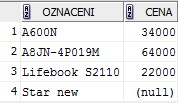 OZNACENI CENA
1 A600N 34000
2 A8JN-4P019M 64000
3 Lifebook S2110 22000
4 Star new (null)